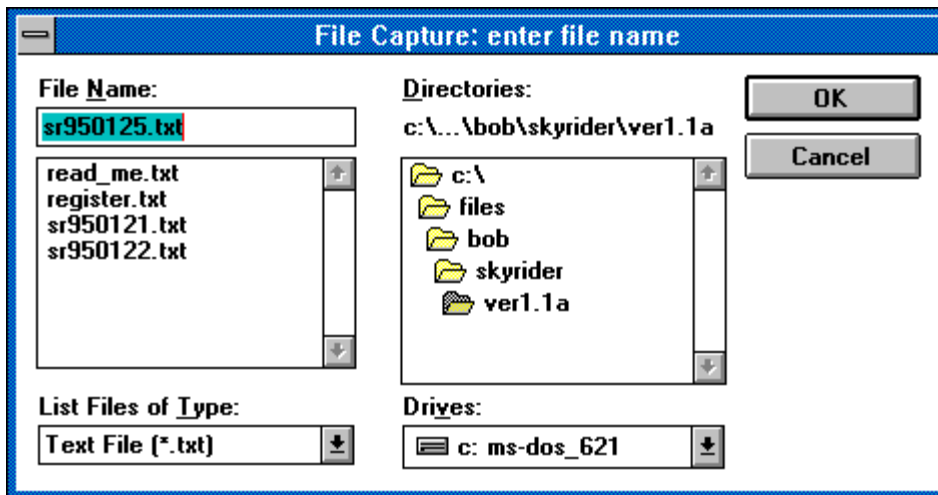 File Capture: enter file name
File Name:
sr950125.txt
read_me.txt
register.txt
sr950121.txt
sr950122.txt
List Files of Type:
Text File (*.txt)
Directories:
c:\...\bob\skyrider\ver1.1a
c:\
files
bob
skyrider
ver1.1a
Drives:
c: ms-dos_621
OK
Cancel